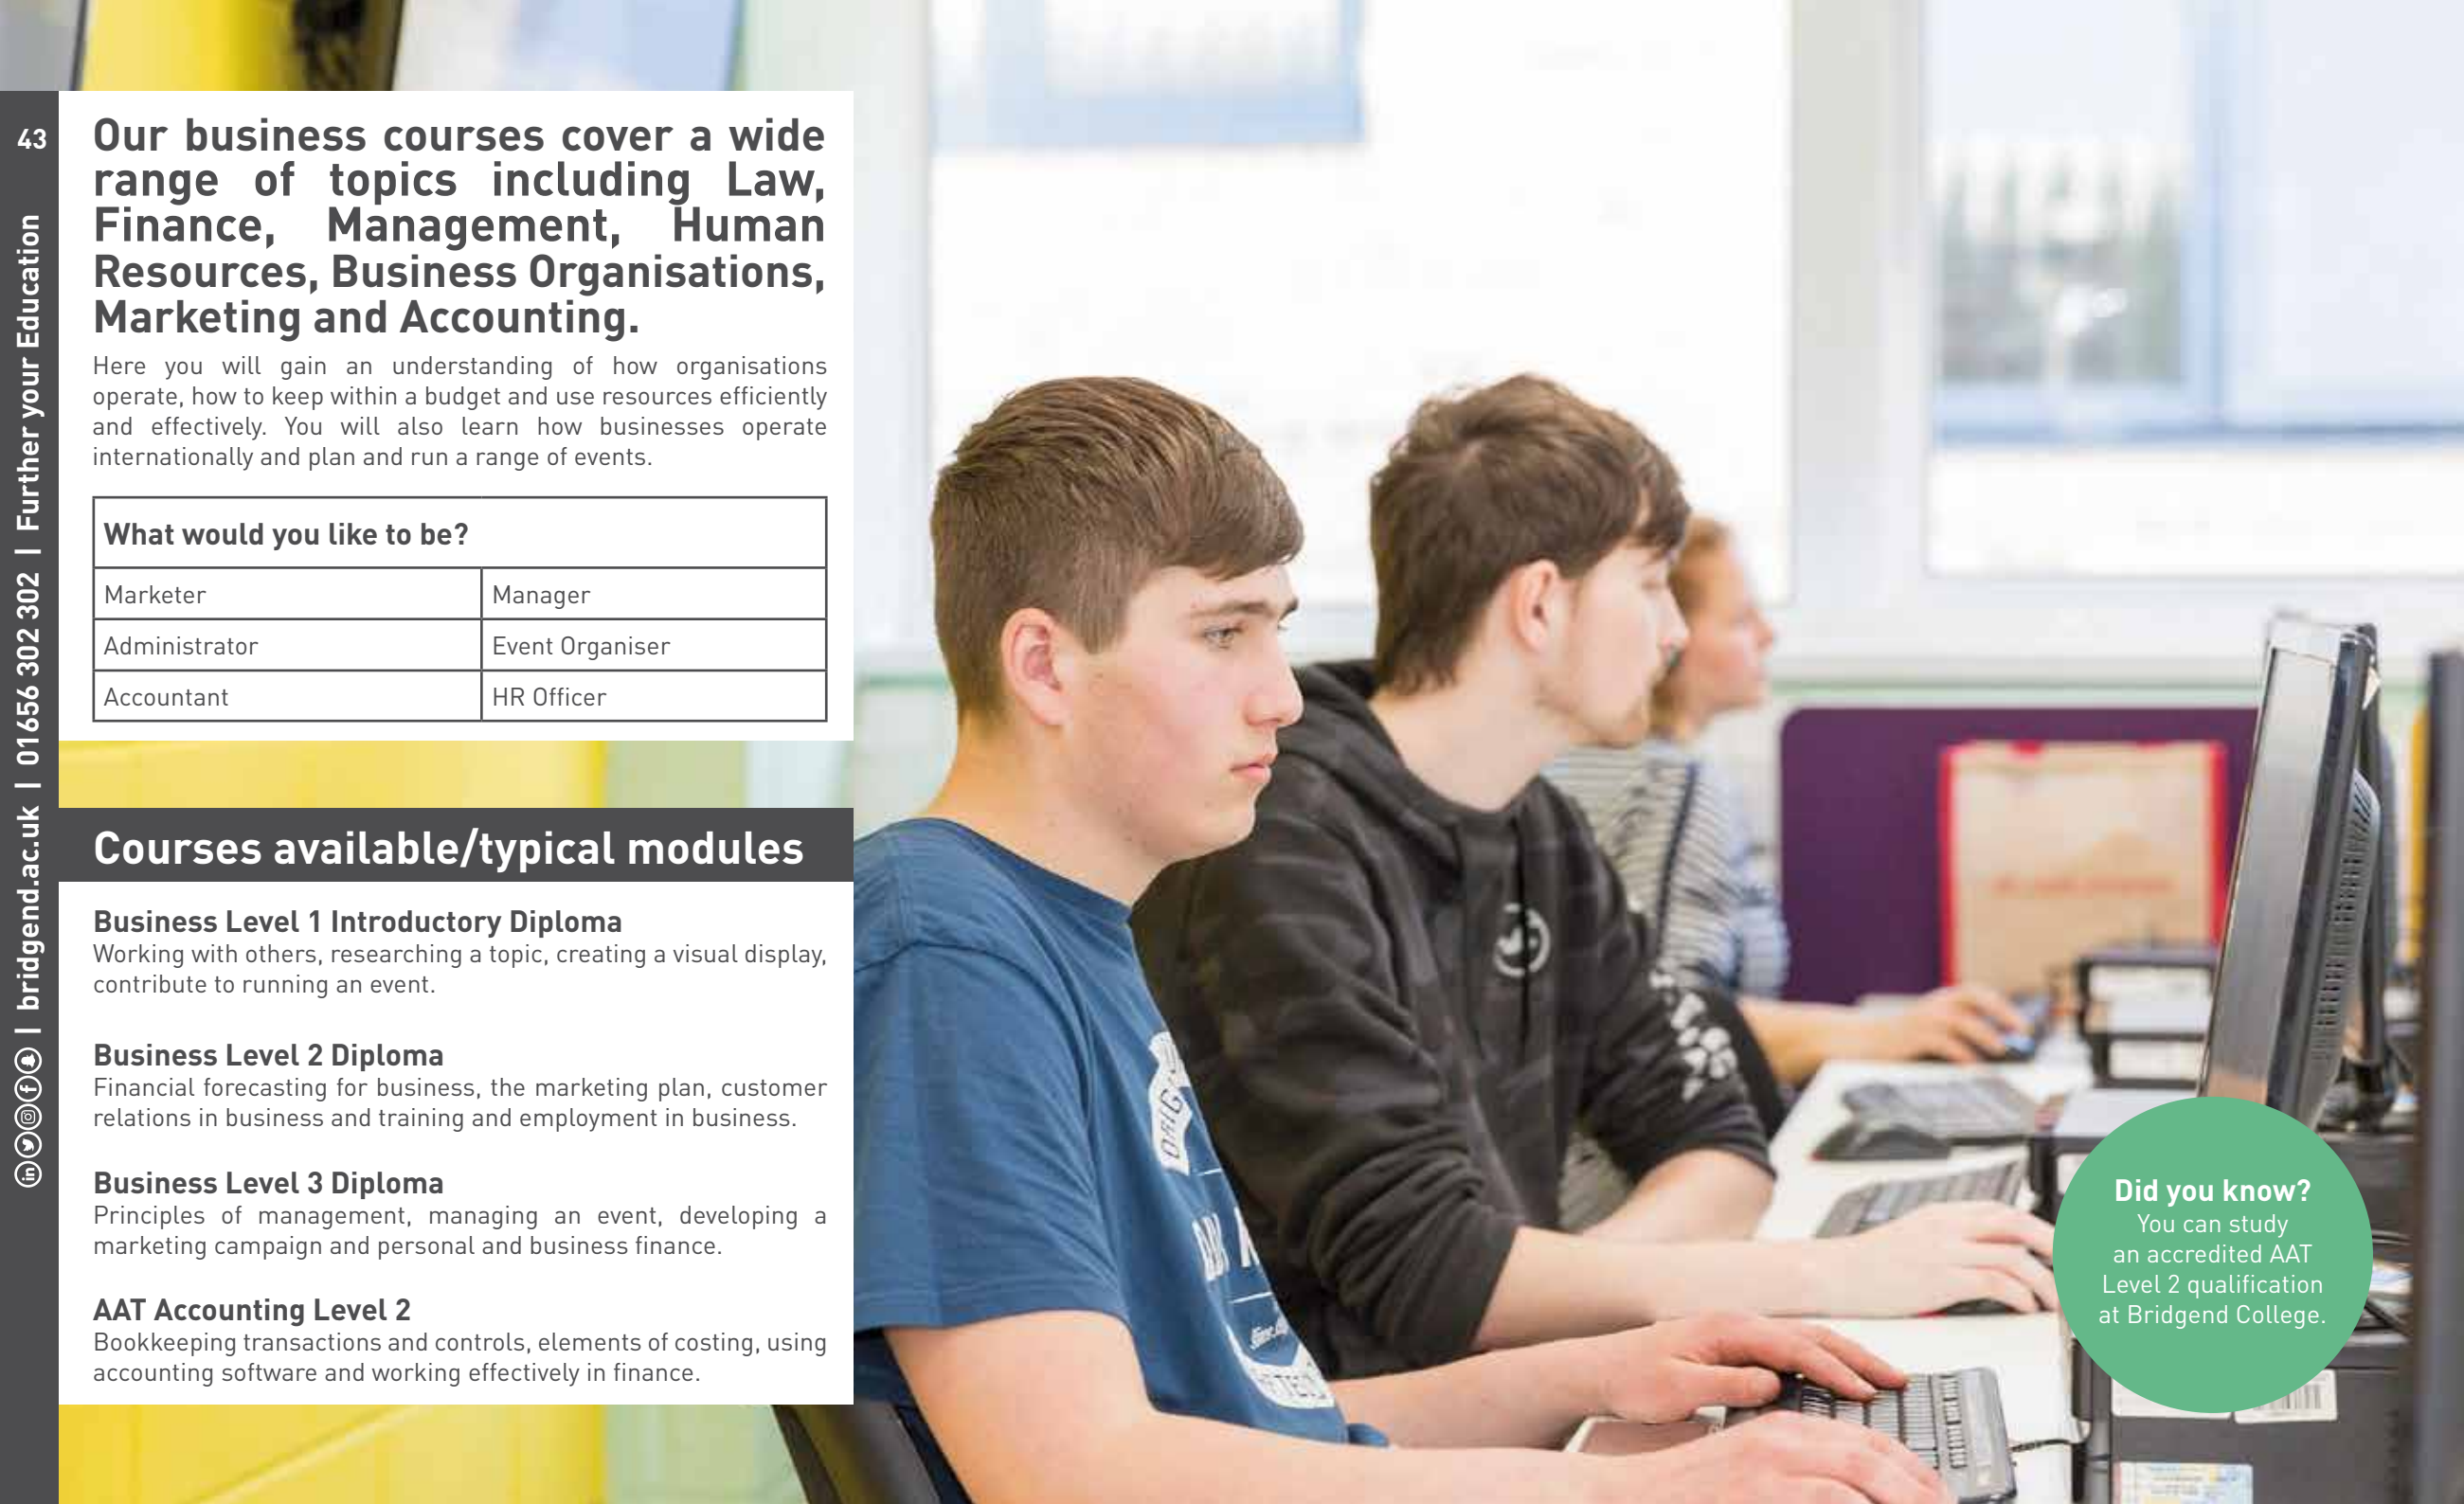 43
Further your Education | 01656 302 302 | bridgend.ac.uk |
Our business courses cover a wide
range of topics including Law,
Finance, Management, Human
Resources, Business Organisations,
Marketing and Accounting.
Here you will gain an understanding of how organisations
operate, how to keep within a budget and use resources efficiently
and effectively. You will also learn how businesses operate
internationally and plan and run a range of events.
What would you like to be?
Marketer Manager
Administrator Event Organiser
Accountant HR Officer
Courses available/typical modules
Business Level 1 Introductory Diploma
Working with others, researching a topic, creating a visual display,
contribute to running an event.
Business Level 2 Diploma
Financial forecasting for business, the marketing plan, customer
relations in business and training and employment in business.
Business Level 3 Diploma
Principles of management, managing an event, developing a
marketing campaign and personal and business finance.
AAT Accounting Level 2
Bookkeeping transactions and controls, elements of costing, using
accounting software and working effectively in finance.
Did you know?
You can study
an accredited AAT
Level 2 qualification
at Bridgend College.